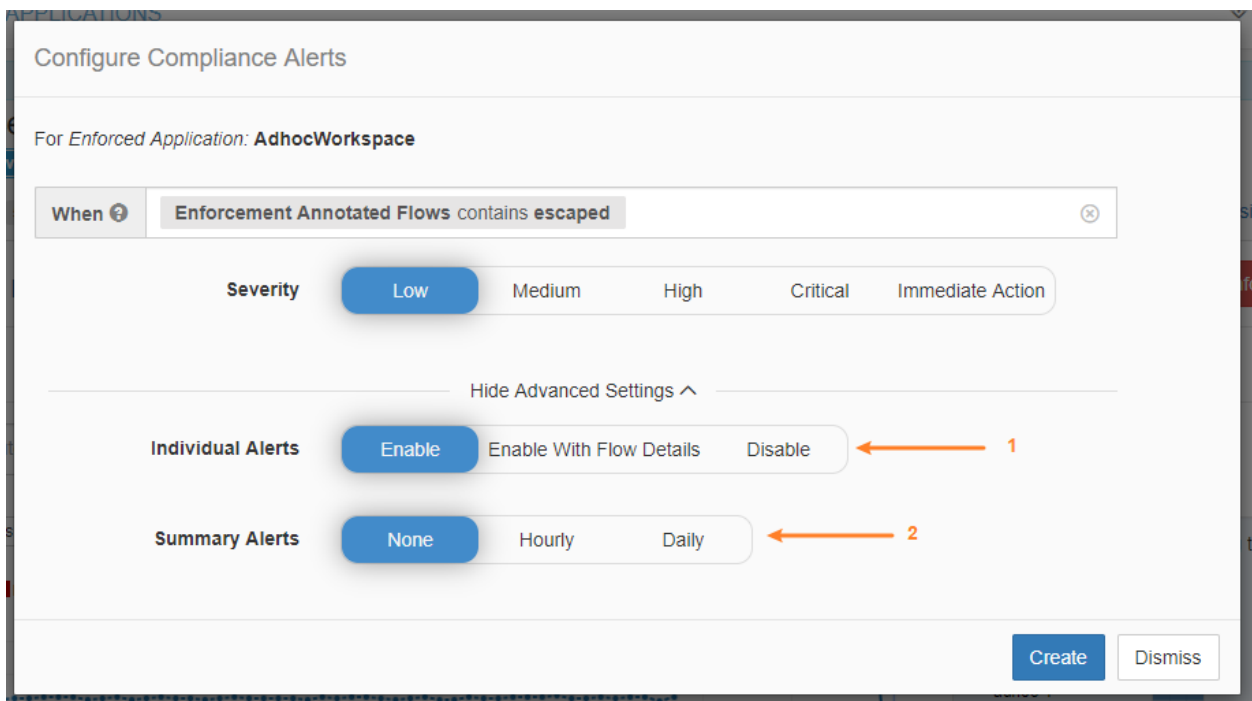 APPLICATIONS
Configure Compliance Alerts
For Enforced Application: AdhocWorkspace
When ? Enforcement Annotated Flows contains escaped
Severity Low Medium High Critical Immediate Action
Hide Advanced Settings
Individual Alerts Enable Enable With Flow Details Disable 1
Summary Alerts None Hourly Daily 2
Create Dismiss